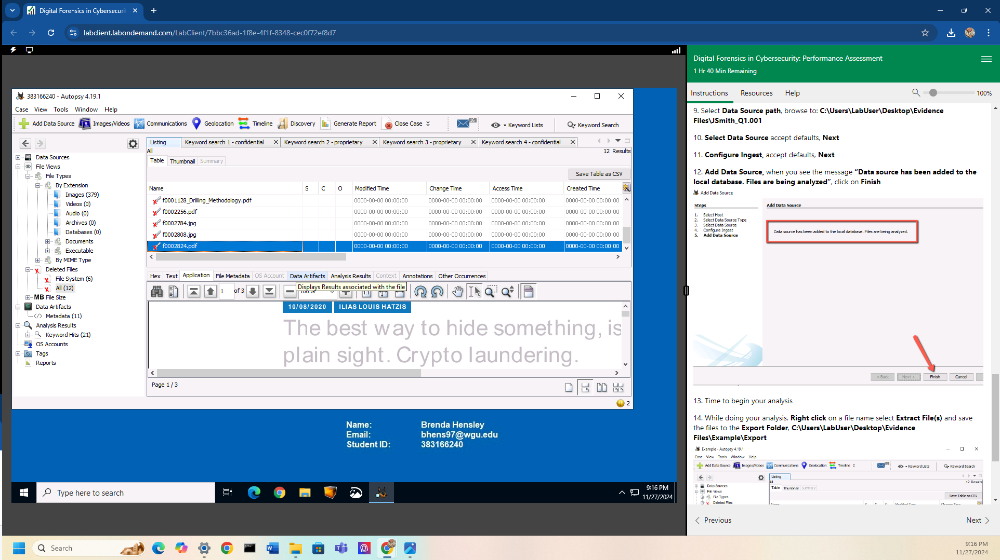 Digital Forensics in Cybersecuri
labclient.labondemand.com/LabClient/7bbc36ad-1f8e-4f1f-8348-cec0f72ef8d7
Digital Forensics in Cybersecurity: Performance Assessment
1 Hr 40 Min Remaining
Instructions Resources Help 100%
383166240 - Autopsy 4.19.1
Case View Tools Window Help
Add Data Source Images/Videos Communications Geolocation Timeline Discovery Generate Report Close Case 16 Keyword Lists Keyword Search
Listing Keyword search 1 - confidential Keyword search 2 - proprietary Keyword search 3 - proprietary Keyword search 4 - confidential
All 12 Results
Table Thumbnail Summary
Save Table as CSV
Name S C O Modified Time Change Time Access Time Created Time
f0001128_Drilling_Methodology.pdf 0000-00-00 00:00:00 0000-00-00 00:00:00 0000-00-00 00:00:00 0000-00-00 00:00:00
f0002256.pdf 0000-00-00 00:00:00 0000-00-00 00:00:00 0000-00-00 00:00:00 0000-00-00 00:00:00
f0002784.jpg 0000-00-00 00:00:00 0000-00-00 00:00:00 0000-00-00 00:00:00 0000-00-00 00:00:00
f0002808.jpg 0000-00-00 00:00:00 0000-00-00 00:00:00 0000-00-00 00:00:00 0000-00-00 00:00:00
f0002824.pdf 0000-00-00 00:00:00 0000-00-00 00:00:00 0000-00-00 00:00:00 0000-00-00 00:00:00
Data Sources
File Views
File Types
By Extension
Images (379)
Videos (0)
Audio (0)
Archives (0)
Databases (0)
Documents
Executable
By MIME Type
Deleted Files
File System (6)
All (12)
MB File Size
Data Artifacts
Metadata (11)
Analysis Results
Keyword Hits (21)
OS Accounts
Tags
Reports
Hex Text Application File Metadata OS Account Data Artifacts Analysis Results Context Annotations Other Occurrences
1 of 3
Displays Results associated with the file
10/08/2020 ILIAS LOUIS HATZIS
The best way to hide something, is
plain sight. Crypto laundering.
Page 1 / 3
2
Name: Brenda Hensley
Email: bhens97@wgu.edu
Student ID: 383166240
Type here to search
9:16 PM
11/27/2024
9. Select Data Source path, browse to: C:\Users\LabUser\Desktop\Evidence
Files\JSmith_Q1.001
10. Select Data Source accept defaults, Next
11. Configure Ingest, accept defaults, Next
12. Add Data Source, when you see the message “Data source has been added to the
local database. Files are being analyzed”, click on Finish
Add Data Source
Steps
1. Select Host
2. Select Data Source Type
3. Select Data Source
4. Configure Ingest
5. Add Data Source
Add Data Source
Data source has been added to the local database. Files are being analyzed.
< Back Next > Finish Cancel
13. Time to begin your analysis
14. While doing your analysis. Right click on a file name select Extract File(s) and save
the files to the Export Folder, C:\Users\LabUser\Desktop\Evidence
Files\Example\Export
Example - Autopsy 4.19.1
Case View Tools Window Help
Add Data Source Images/Videos Communications Geolocation Timeline Keyword Lists Keyword Search
Listing
All 12 Results
Table Thumbnail Summary
Save Table as CSV
Data Sources
File Views
File Types
Deleted Files
Previous Next
Search
9:16 PM
11/27/2024